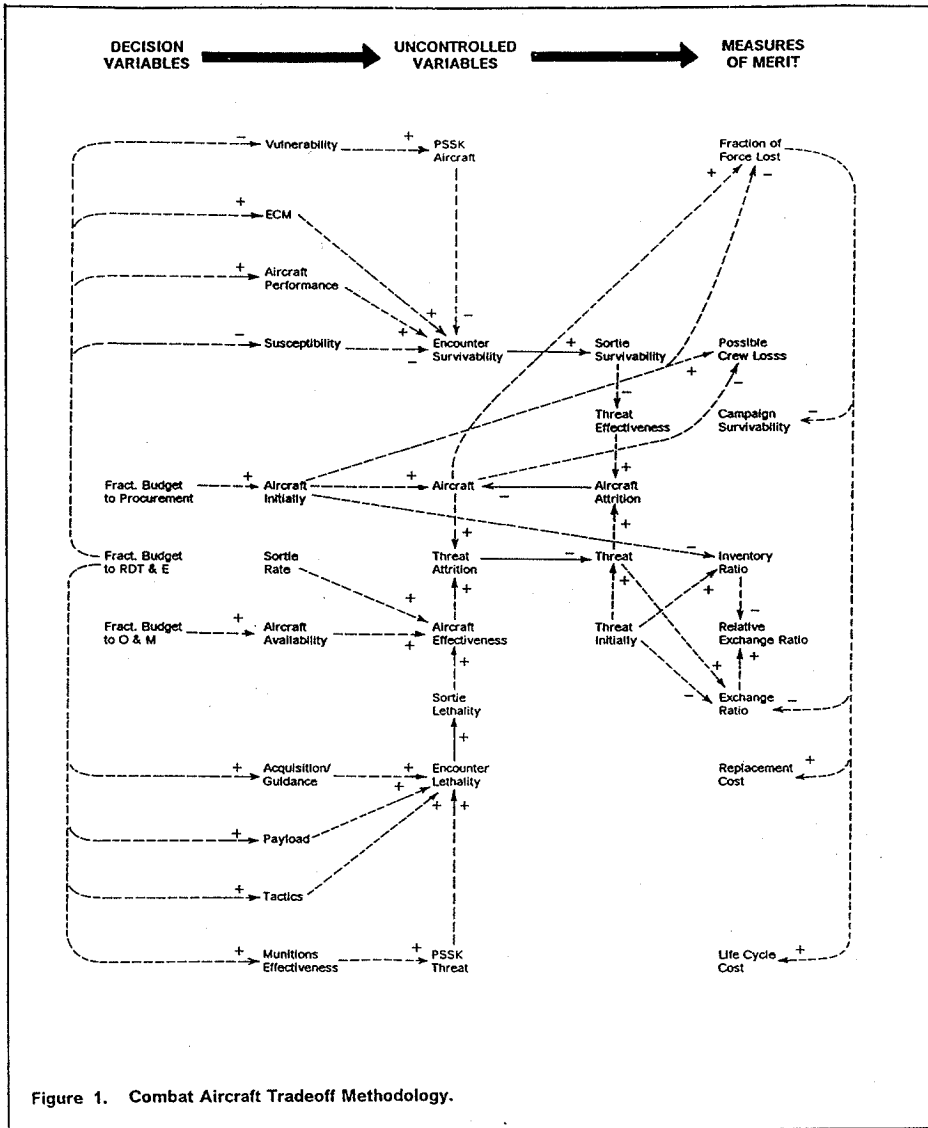 DECISION
VARIABLES
UNCONTROLLED
VARIABLES
MEASURES
OF MERIT
− Vulnerability
+ PSSK
Aircraft
Fraction of
Force Lost
+ −
+ ECM
+ Aircraft
Performance
+
+ −
− Susceptibility
− Encounter
Survivability
+ Sortie
Survivability
Possible
Crew Losss
+
−
−
Threat
Effectiveness
Campaign
Survivability
−
+
Fract. Budget
to Procurement
+ Aircraft
Initially
+ Aircraft
−
Aircraft
Attrition
+
+
Fract. Budget
to RDT & E
Sortie
Rate
Threat
Attrition
− Threat
− Inventory
Ratio
+
+
+
+
−
Fract. Budget
to O & M
+ Aircraft
Availability
+ Aircraft
Effectiveness
Threat
Initially
Relative
Exchange Ratio
+
+
+
−
Sortie
Lethality
Exchange
Ratio
−
+
+ Acquisition/
Guidance
+ Encounter
Lethality
Replacement
Cost
+
+
+ +
+ Payload
+ Tactics
+ Munitions
Effectiveness
+ PSSK
Threat
Life Cycle
Cost
+
Figure 1. Combat Aircraft Tradeoff Methodology.